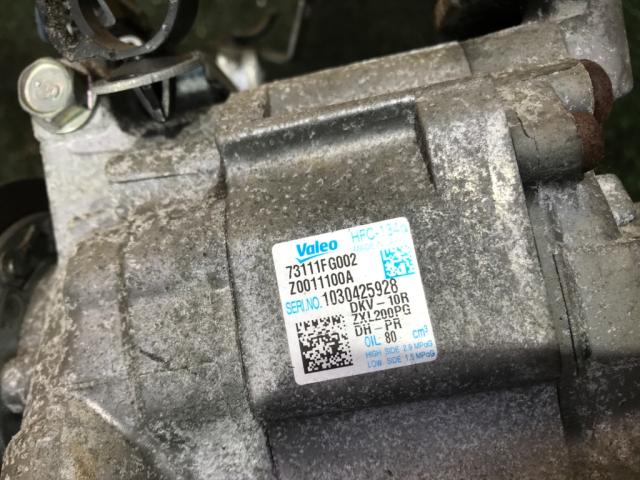 Valeo HFC-134a
73111FG002
Z0011100A
SERI.NO. 1030425928
DKV-10R
ZXL200PG
DH-PR
OIL 80 cm³
HIGH SIDE 2.9 MPaG
LOW SIDE 1.5 MPaG